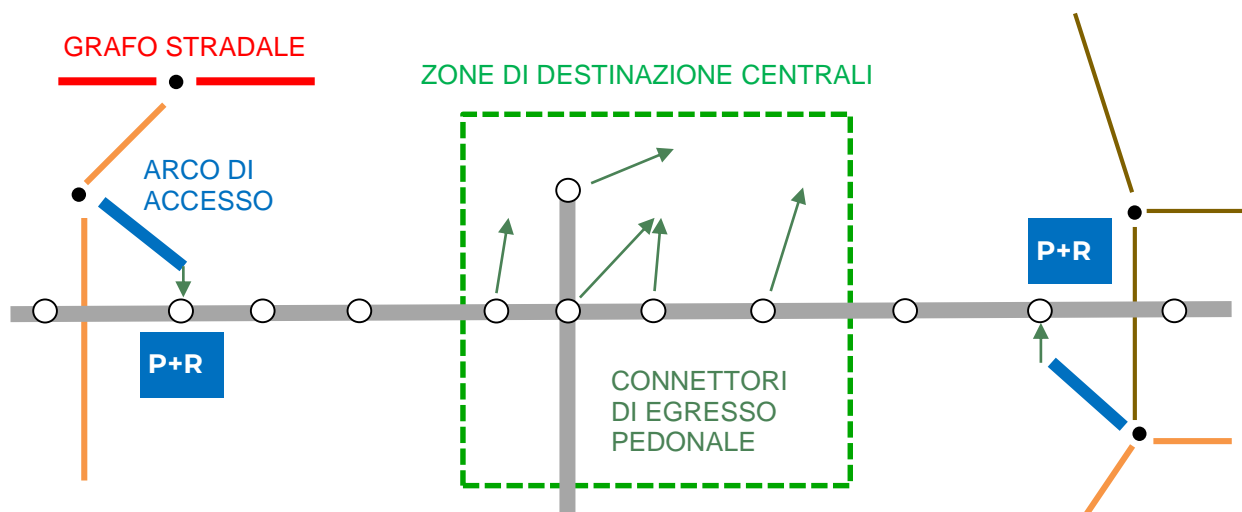 GRAFO STRADALE
ZONE DI DESTINAZIONE CENTRALI
ARCO DI
ACCESSO
P+R
P+R
CONNETTORI
DI EGRESSO
PEDONALE